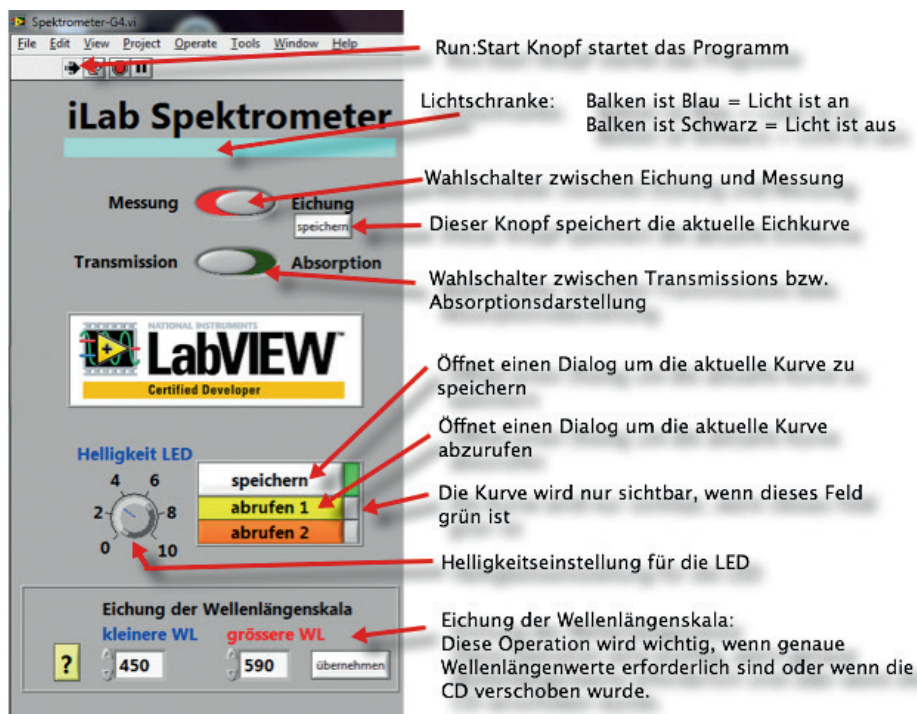 Spektrometer-G4.vi
File Edit View Project Operate Tools Window Help
Run:Start Knopf startet das Programm
iLab Spektrometer
Lichtschranke: Balken ist Blau = Licht ist an
Balken ist Schwarz = Licht ist aus
Messung
Eichung
speichern
Wahlschalter zwischen Eichung und Messung
Dieser Knopf speichert die aktuelle Eichkurve
Transmission
Absorption
Wahlschalter zwischen Transmissions bzw.
Absorptionsdarstellung
NATIONAL INSTRUMENTS
LabVIEW™
Certified Developer
Öffnet einen Dialog um die aktuelle Kurve zu
speichern
Öffnet einen Dialog um die aktuelle Kurve
abzurufen
Helligkeit LED
0 2 4 6 8 10
speichern
abrufen 1
abrufen 2
Die Kurve wird nur sichtbar, wenn dieses Feld
grün ist
Helligkeitseinstellung für die LED
Eichung der Wellenlängenskala
kleinere WL grössere WL
? 450 590 übernehmen
Eichung der Wellenlängenskala:
Diese Operation wird wichtig, wenn genaue
Wellenlängenwerte erforderlich sind oder wenn die
CD verschoben wurde.